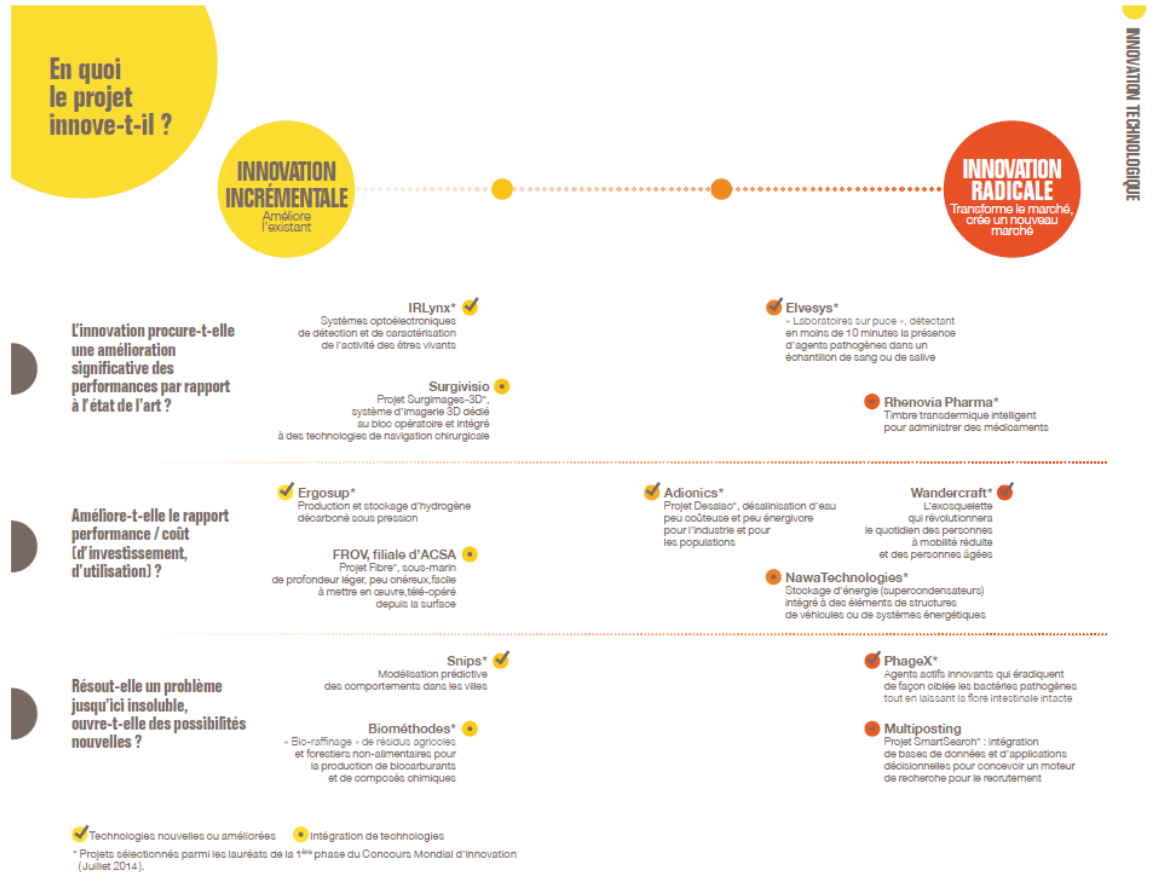 En quoi
le projet
innove-t-il ?
INNOVATION TECHNOLOGIQUE
INNOVATION
INCRÉMENTALE
Améliore
l'existant
INNOVATION
RADICALE
Transforme le marché,
crée un nouveau
marché
L'innovation procure-t-elle
une amélioration
significative des
performances par rapport
à l'état de l'art ?
IRLynx*
Systèmes optoélectroniques
de détection et de caractérisation
de l'activité des êtres vivants
Surgivisio
Projet Surgimages-3D*,
système d'imagerie 3D dédié
au bloc opératoire et intégré
à des technologies de navigation chirurgicale
Elvesys*
« Laboratoires sur puce », détectant
en moins de 10 minutes la présence
d'agents pathogènes dans un
échantillon de sang ou de salive
Rhenovia Pharma*
Timbre transdermique intelligent
pour administrer des médicaments
Améliore-t-elle le rapport
performance / coût
(d'investissement,
d'utilisation) ?
Ergosup*
Production et stockage d'hydrogène
décarboné sous pression
FROV, filiale d'ACSA
Projet Fibre*, sous-marin
de profondeur léger, peu onéreux,facile
à mettre en œuvre,télé-opéré
depuis la surface
Adionics*
Projet Desalao*, désalinisation d'eau
peu coûteuse et peu énergivore
pour l'industrie et pour
les populations
Wandercraft*
L'exosquelette
qui révolutionnera
le quotidien des personnes
à mobilité réduite
et des personnes âgées
NawaTechnologies*
Stockage d'énergie (supercondensateurs)
intégré à des éléments de structures
de véhicules ou de systèmes énergétiques
Résout-elle un problème
jusqu'ici insoluble,
ouvre-t-elle des possibilités
nouvelles ?
Snips*
Modélisation prédictive
des comportements dans les villes
Biométhodes*
« Bio-raffinage » de résidus agricoles
et forestiers non-alimentaires pour
la production de biocarburants
et de composés chimiques
PhageX*
Agents actifs innovants qui éradiquent
de façon ciblée les bactéries pathogènes
tout en laissant la flore intestinale intacte
Multiposting
Projet SmartSearch* : intégration
de bases de données et d'applications
décisionnelles pour concevoir un moteur
de recherche pour le recrutement
Technologies nouvelles ou améliorées
Intégration de technologies
* Projets sélectionnés parmi les lauréats de la 1ère phase du Concours Mondial d'Innovation
(Juillet 2014).